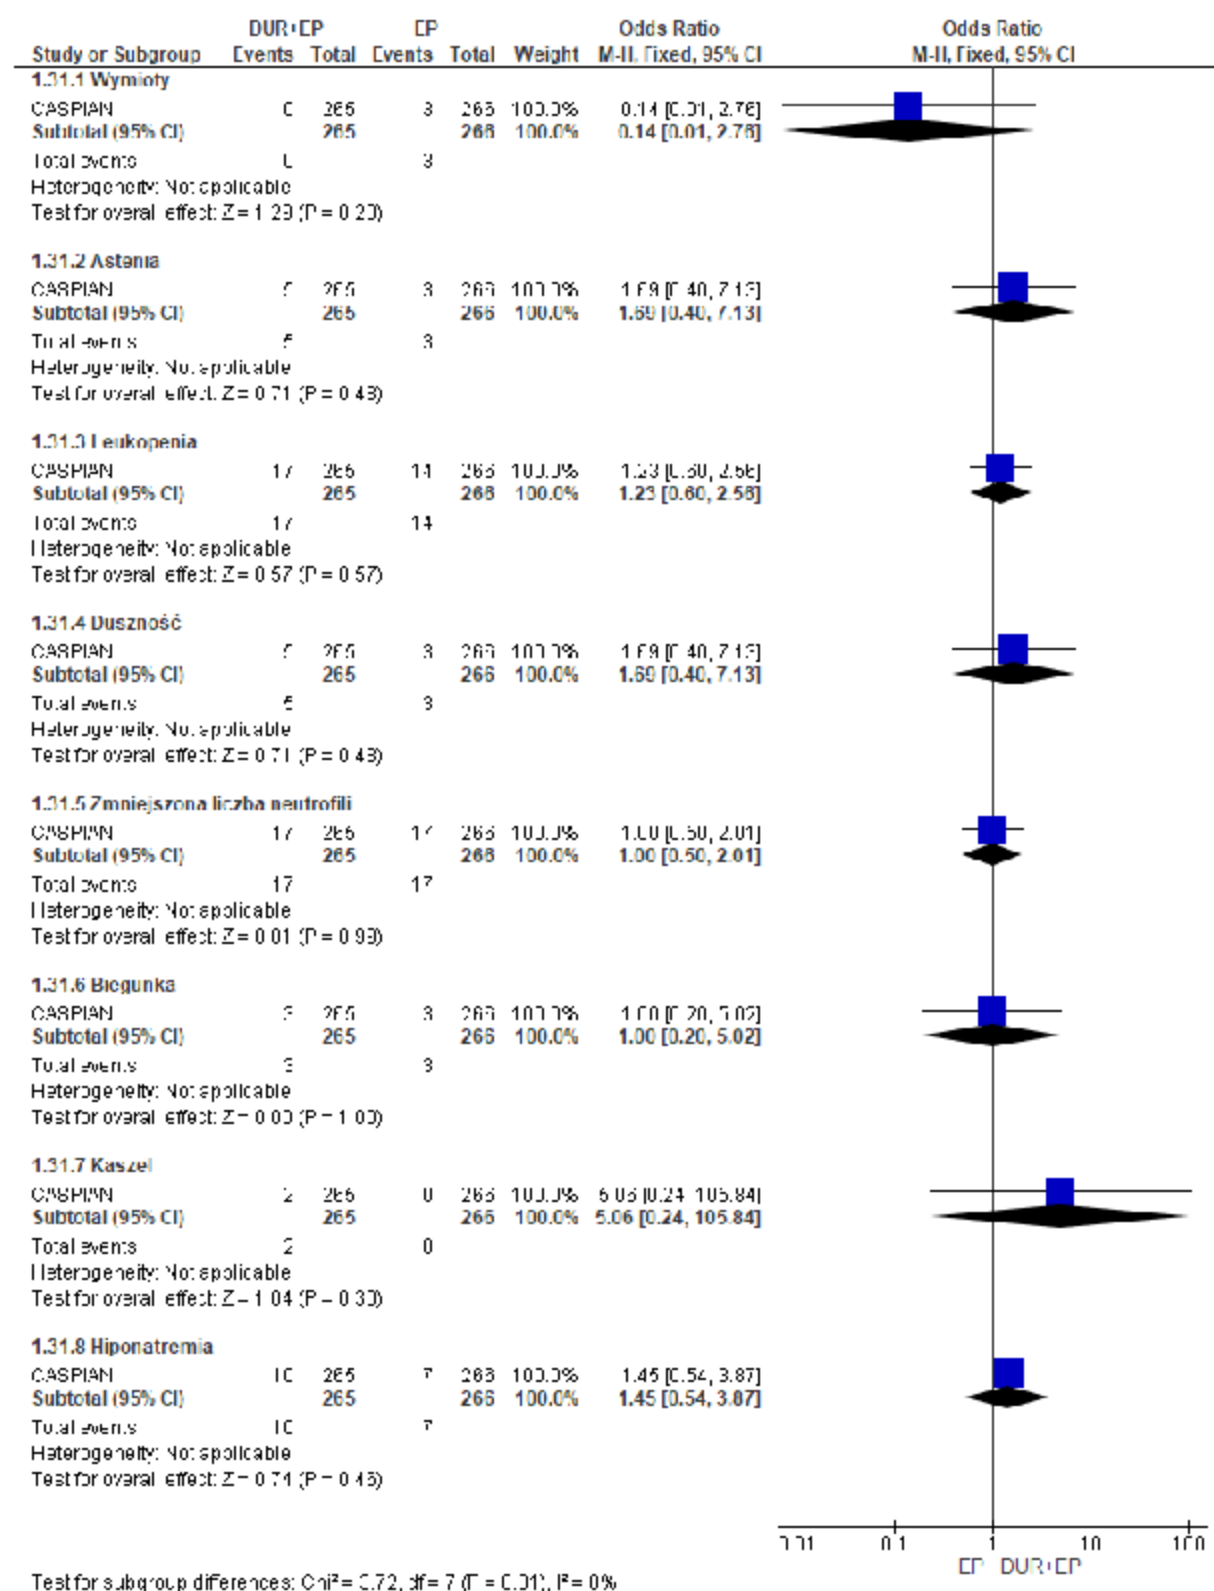 DUR+EP EP Odds Ratio Odds Ratio
Study or Subgroup Events Total Events Total Weight M-H, Fixed, 95% CI M-H, Fixed, 95% CI
1.31.1 Wymioty
CASPIAN 0 265 3 266 100.0% 0.14 [0.01, 2.76]
Subtotal (95% CI) 265 266 100.0% 0.14 [0.01, 2.76]
Total events 0 3
Heterogeneity: Not applicable
Test for overall effect: Z = 1.29 (P = 0.20)
1.31.2 Astenia
CASPIAN 5 265 3 266 100.0% 1.69 [0.40, 7.13]
Subtotal (95% CI) 265 266 100.0% 1.69 [0.40, 7.13]
Total events 5 3
Heterogeneity: Not applicable
Test for overall effect: Z = 0.71 (P = 0.48)
1.31.3 Leukopenia
CASPIAN 17 265 14 266 100.0% 1.23 [0.60, 2.56]
Subtotal (95% CI) 265 266 100.0% 1.23 [0.60, 2.56]
Total events 17 14
Heterogeneity: Not applicable
Test for overall effect: Z = 0.57 (P = 0.57)
1.31.4 Duszność
CASPIAN 5 265 3 266 100.0% 1.69 [0.40, 7.13]
Subtotal (95% CI) 265 266 100.0% 1.69 [0.40, 7.13]
Total events 5 3
Heterogeneity: Not applicable
Test for overall effect: Z = 0.71 (P = 0.48)
1.31.5 Zmniejszona liczba neutrofili
CASPIAN 17 265 17 266 100.0% 1.00 [0.50, 2.01]
Subtotal (95% CI) 265 266 100.0% 1.00 [0.50, 2.01]
Total events 17 17
Heterogeneity: Not applicable
Test for overall effect: Z = 0.01 (P = 0.99)
1.31.6 Biegunka
CASPIAN 3 265 3 266 100.0% 1.00 [0.20, 5.02]
Subtotal (95% CI) 265 266 100.0% 1.00 [0.20, 5.02]
Total events 3 3
Heterogeneity: Not applicable
Test for overall effect: Z = 0.00 (P = 1.00)
1.31.7 Kaszel
CASPIAN 2 265 0 266 100.0% 5.06 [0.24, 105.84]
Subtotal (95% CI) 265 266 100.0% 5.06 [0.24, 105.84]
Total events 2 0
Heterogeneity: Not applicable
Test for overall effect: Z = 1.04 (P = 0.30)
1.31.8 Hiponatremia
CASPIAN 10 265 7 266 100.0% 1.45 [0.54, 3.87]
Subtotal (95% CI) 265 266 100.0% 1.45 [0.54, 3.87]
Total events 10 7
Heterogeneity: Not applicable
Test for overall effect: Z = 0.74 (P = 0.46)
0.01 0.1 1 10 100
EP DUR+EP
Test for subgroup differences: Chi² = 3.72, df = 7 (P = 0.81), I² = 0%